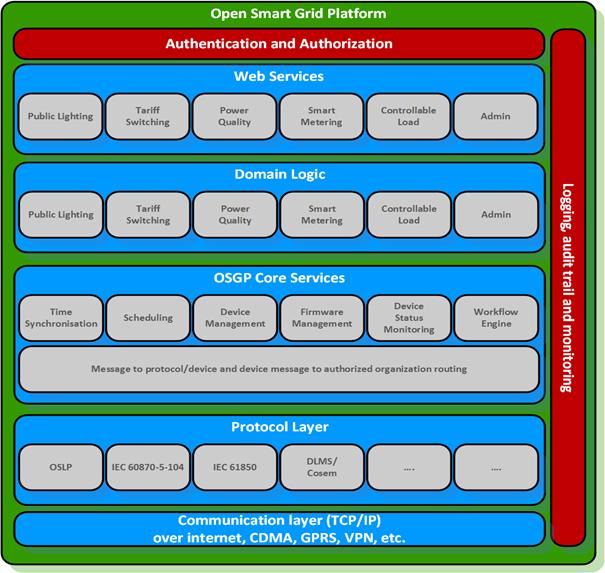 Open Smart Grid Platform
Authentication and Authorization
Web Services
Public Lighting
Tariff
Switching
Power
Quality
Smart
Metering
Controllable
Load
Admin
Domain Logic
Public Lighting
Tariff
Switching
Power
Quality
Smart
Metering
Controllable
Load
Admin
OSGP Core Services
Time
Synchronisation
Scheduling
Device
Management
Firmware
Management
Device
Status
Monitoring
Workflow
Engine
Message to protocol/device and device message to authorized organization routing
Protocol Layer
OSLP
IEC 60870-5-104
IEC 61850
DLMS/
Cosem
....
....
Communication layer (TCP/IP)
over internet, CDMA, GPRS, VPN, etc.
Logging, audit trail and monitoring